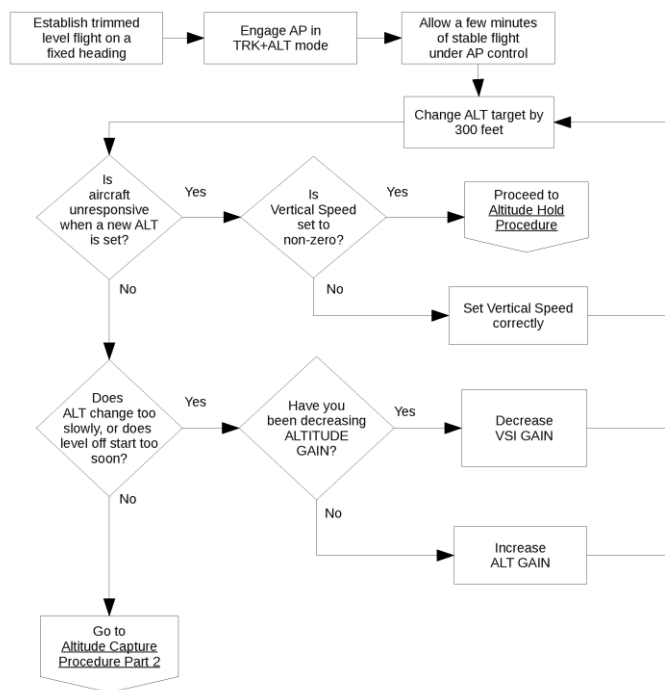 Establish trimmed
level flight on a
fixed heading
Engage AP in
TRK+ALT mode
Allow a few minutes
of stable flight
under AP control
Change ALT target by
300 feet
Is
aircraft
unresponsive
when a new ALT
is set?
Yes
Is
Vertical Speed
set to
non-zero?
Yes
Proceed to
Altitude Hold
Procedure
No
No
Set Vertical Speed
correctly
Does
ALT change too
slowly, or does
level off start too
soon?
Yes
Have you
been decreasing
ALTITUDE
GAIN?
Yes
Decrease
VSI GAIN
No
No
Increase
ALT GAIN
Go to
Altitude Capture
Procedure Part 2